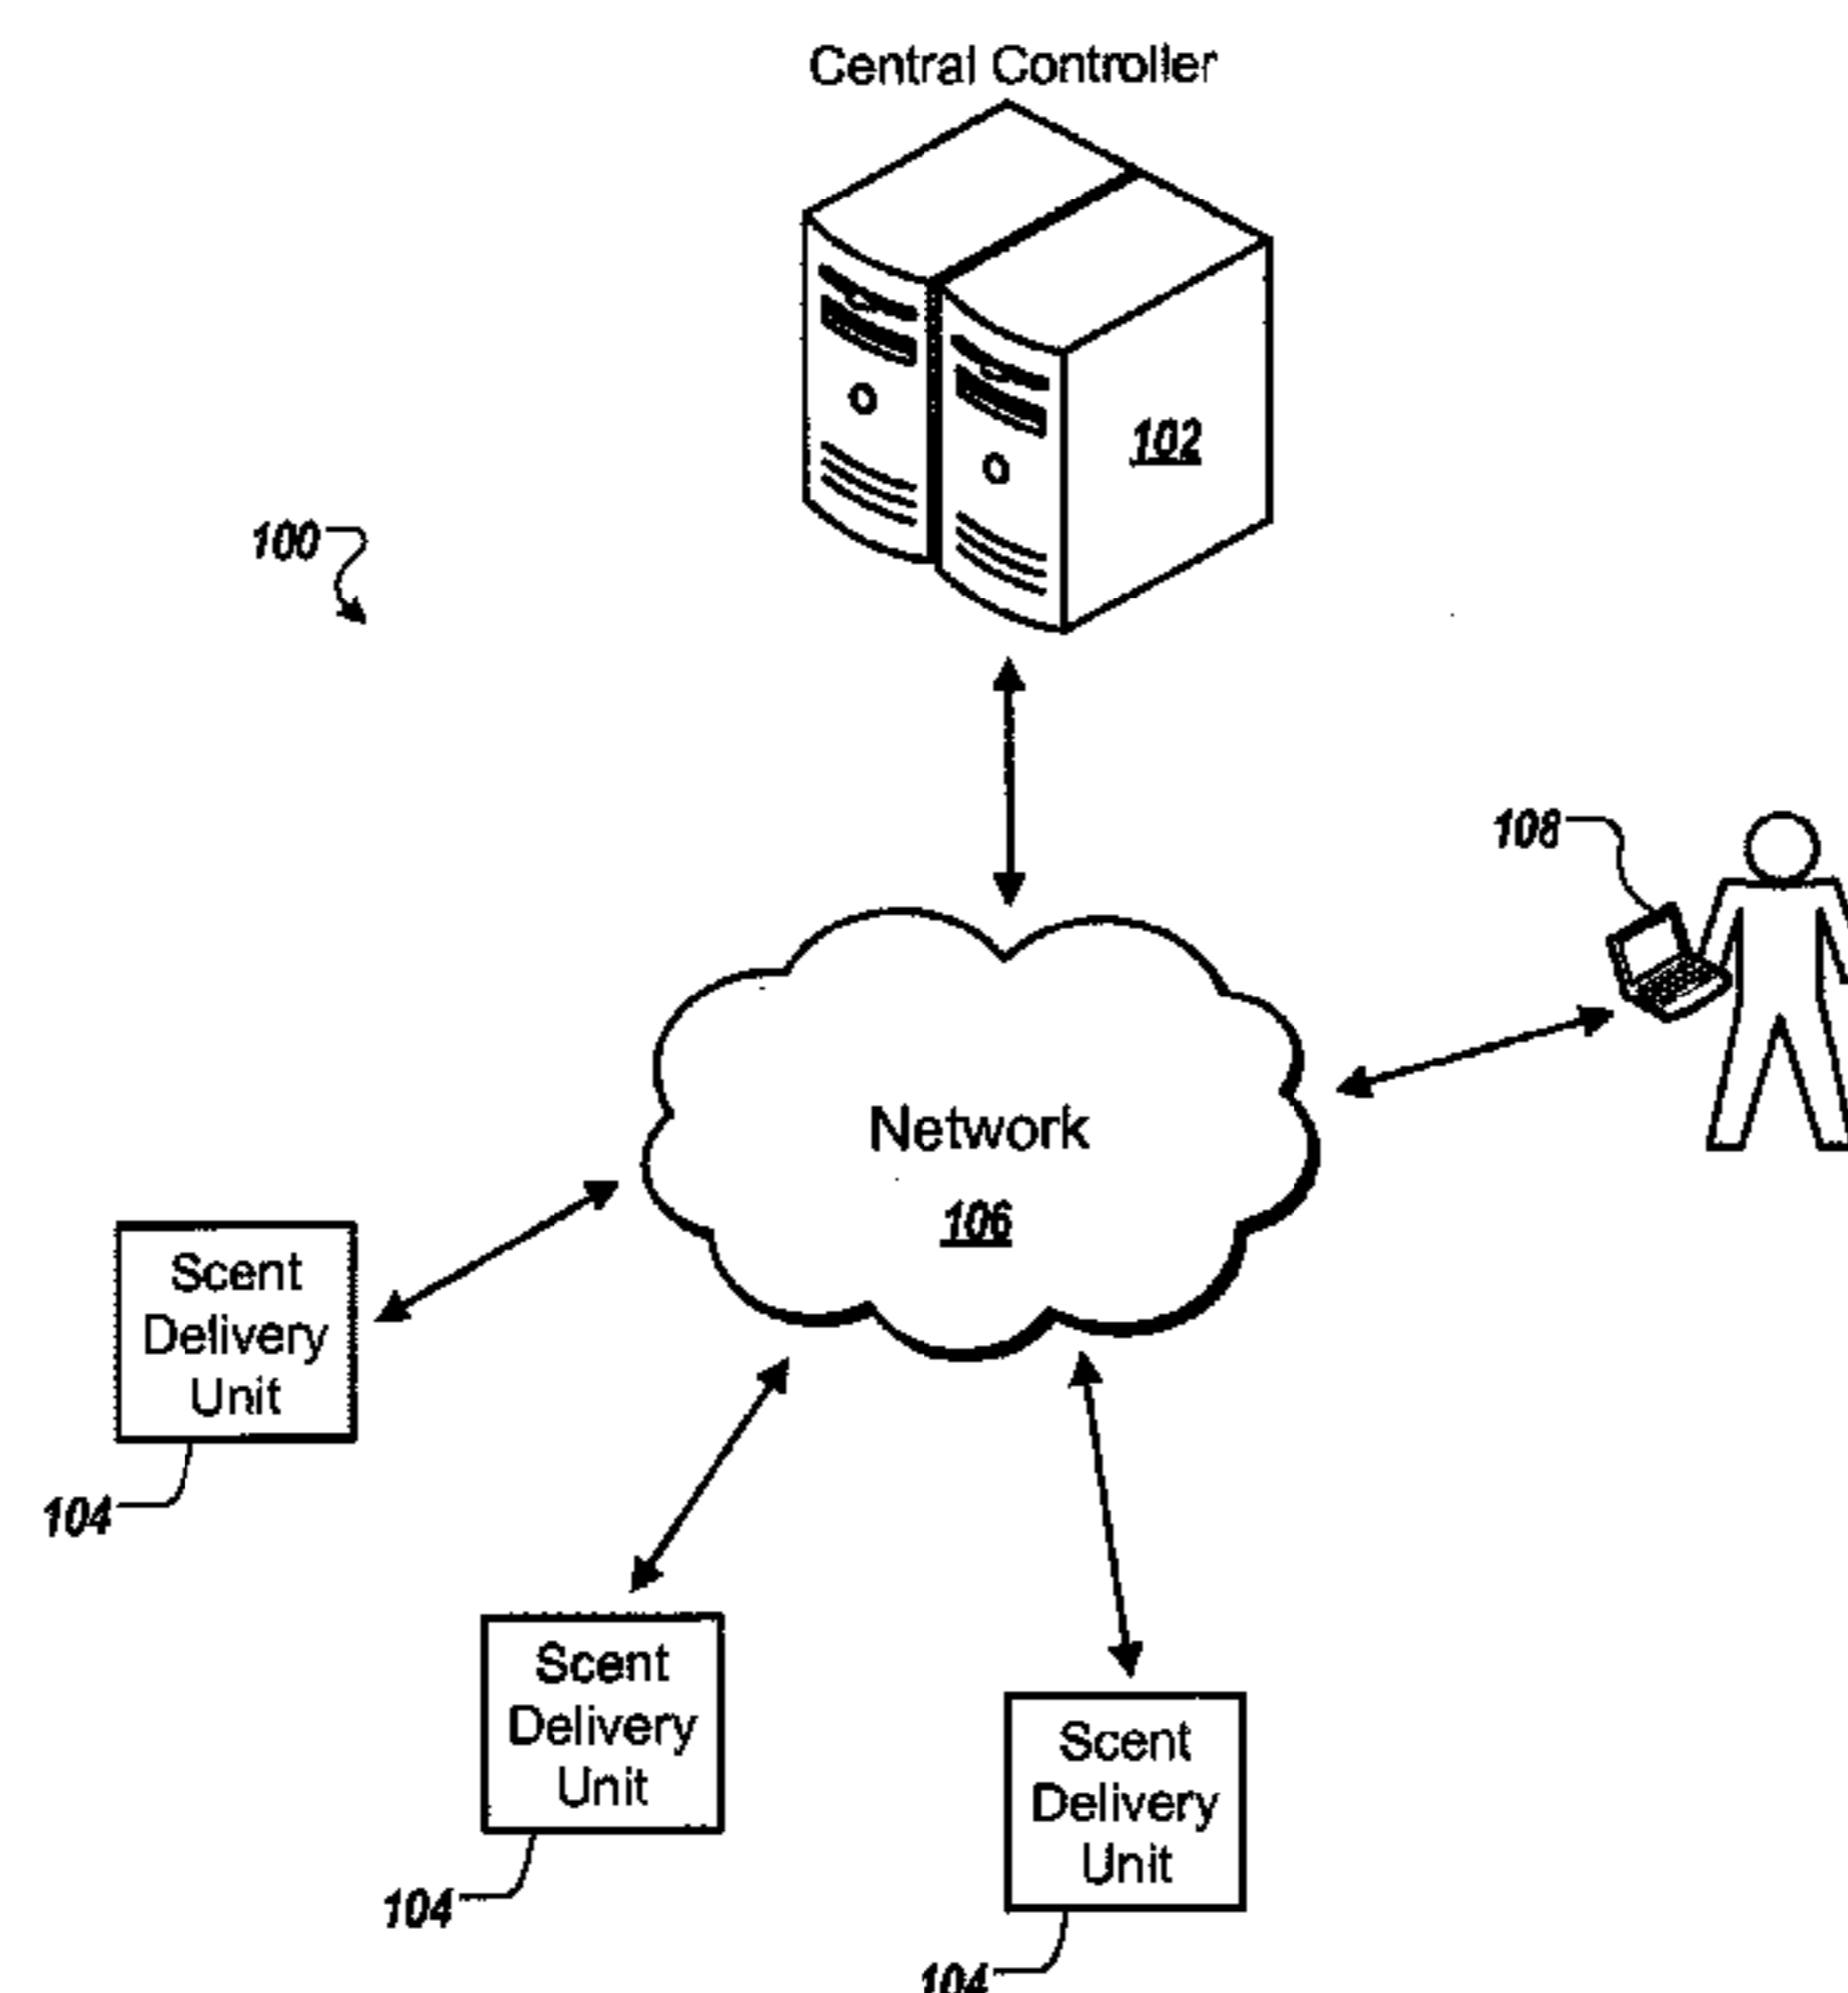 Central Controller
102
100
108
Network
106
Scent
Delivery
Unit
104
Scent
Delivery
Unit
104
Scent
Delivery
Unit
104